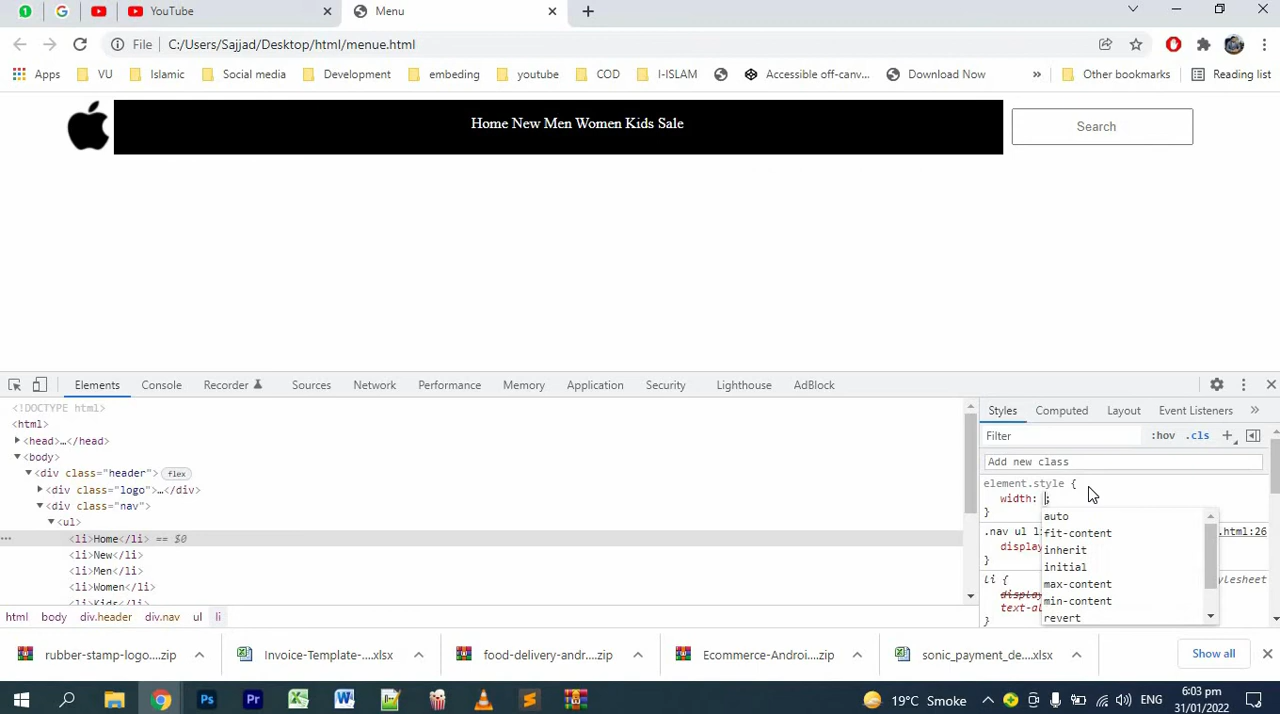 YouTube
Menu
File C:/Users/Sajjad/Desktop/html/menue.html
Apps VU Islamic Social media Development embeding youtube COD I-ISLAM Accessible off-canv... Download Now » Other bookmarks Reading list
Home New Men Women Kids Sale
Search
Elements Console Recorder Sources Network Performance Memory Application Security Lighthouse AdBlock
<!DOCTYPE html>
<html>
<head>…</head>
<body>
<div class="header"> flex
<div class="logo">…</div>
<div class="nav">
<ul>
<li>Home</li> == $0
<li>New</li>
<li>Men</li>
<li>Women</li>
<li>Kids</li>
html body div.header div.nav ul li
Styles Computed Layout Event Listeners »
Filter :hov .cls +
Add new class
element.style {
width: ;
}
auto
fit-content
inherit
initial
max-content
min-content
revert
.nav ul li
.html:26
display
}
li {
display
text-al
}
rubber-stamp-logo....zip
Invoice-Template-....xlsx
food-delivery-andr....zip
Ecommerce-Androi....zip
sonic_payment_de....xlsx
Show all
19°C Smoke
ENG
6:03 pm
31/01/2022